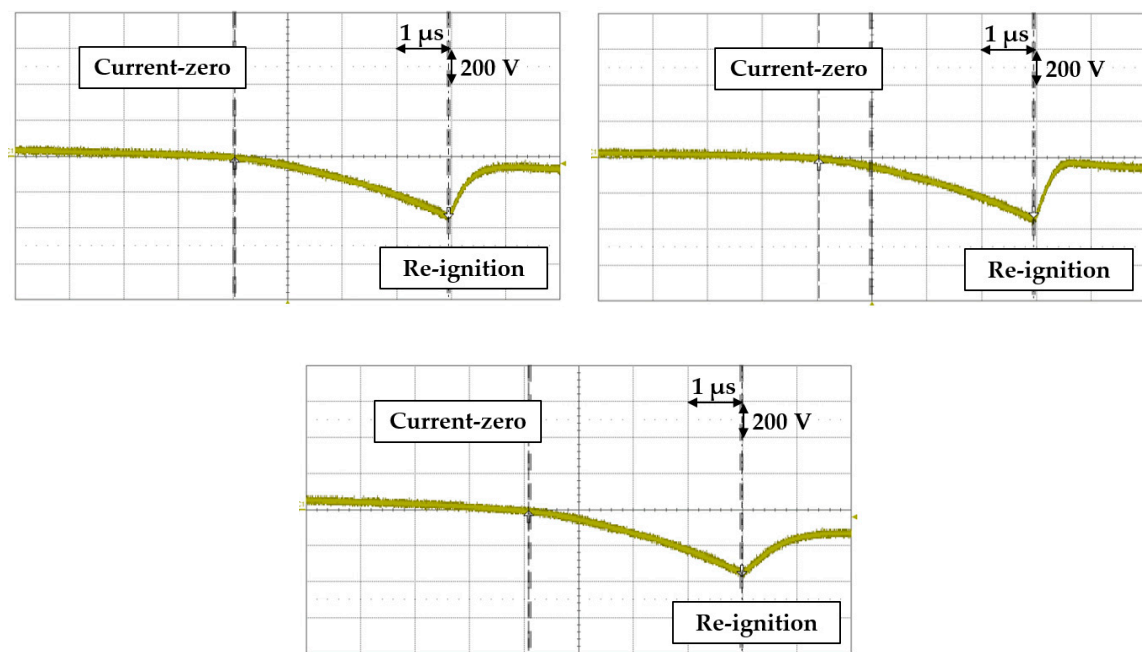 1 µs
Current-zero
200 V
Re-ignition
1 µs
Current-zero
200 V
Re-ignition
1 µs
Current-zero
200 V
Re-ignition